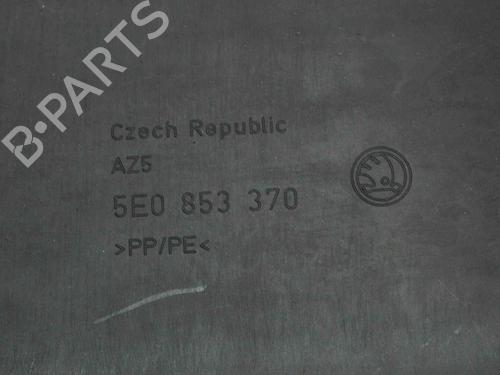 B·PARTS
Czech Republic
AZ5
5E0 853 370
>PP/PE<